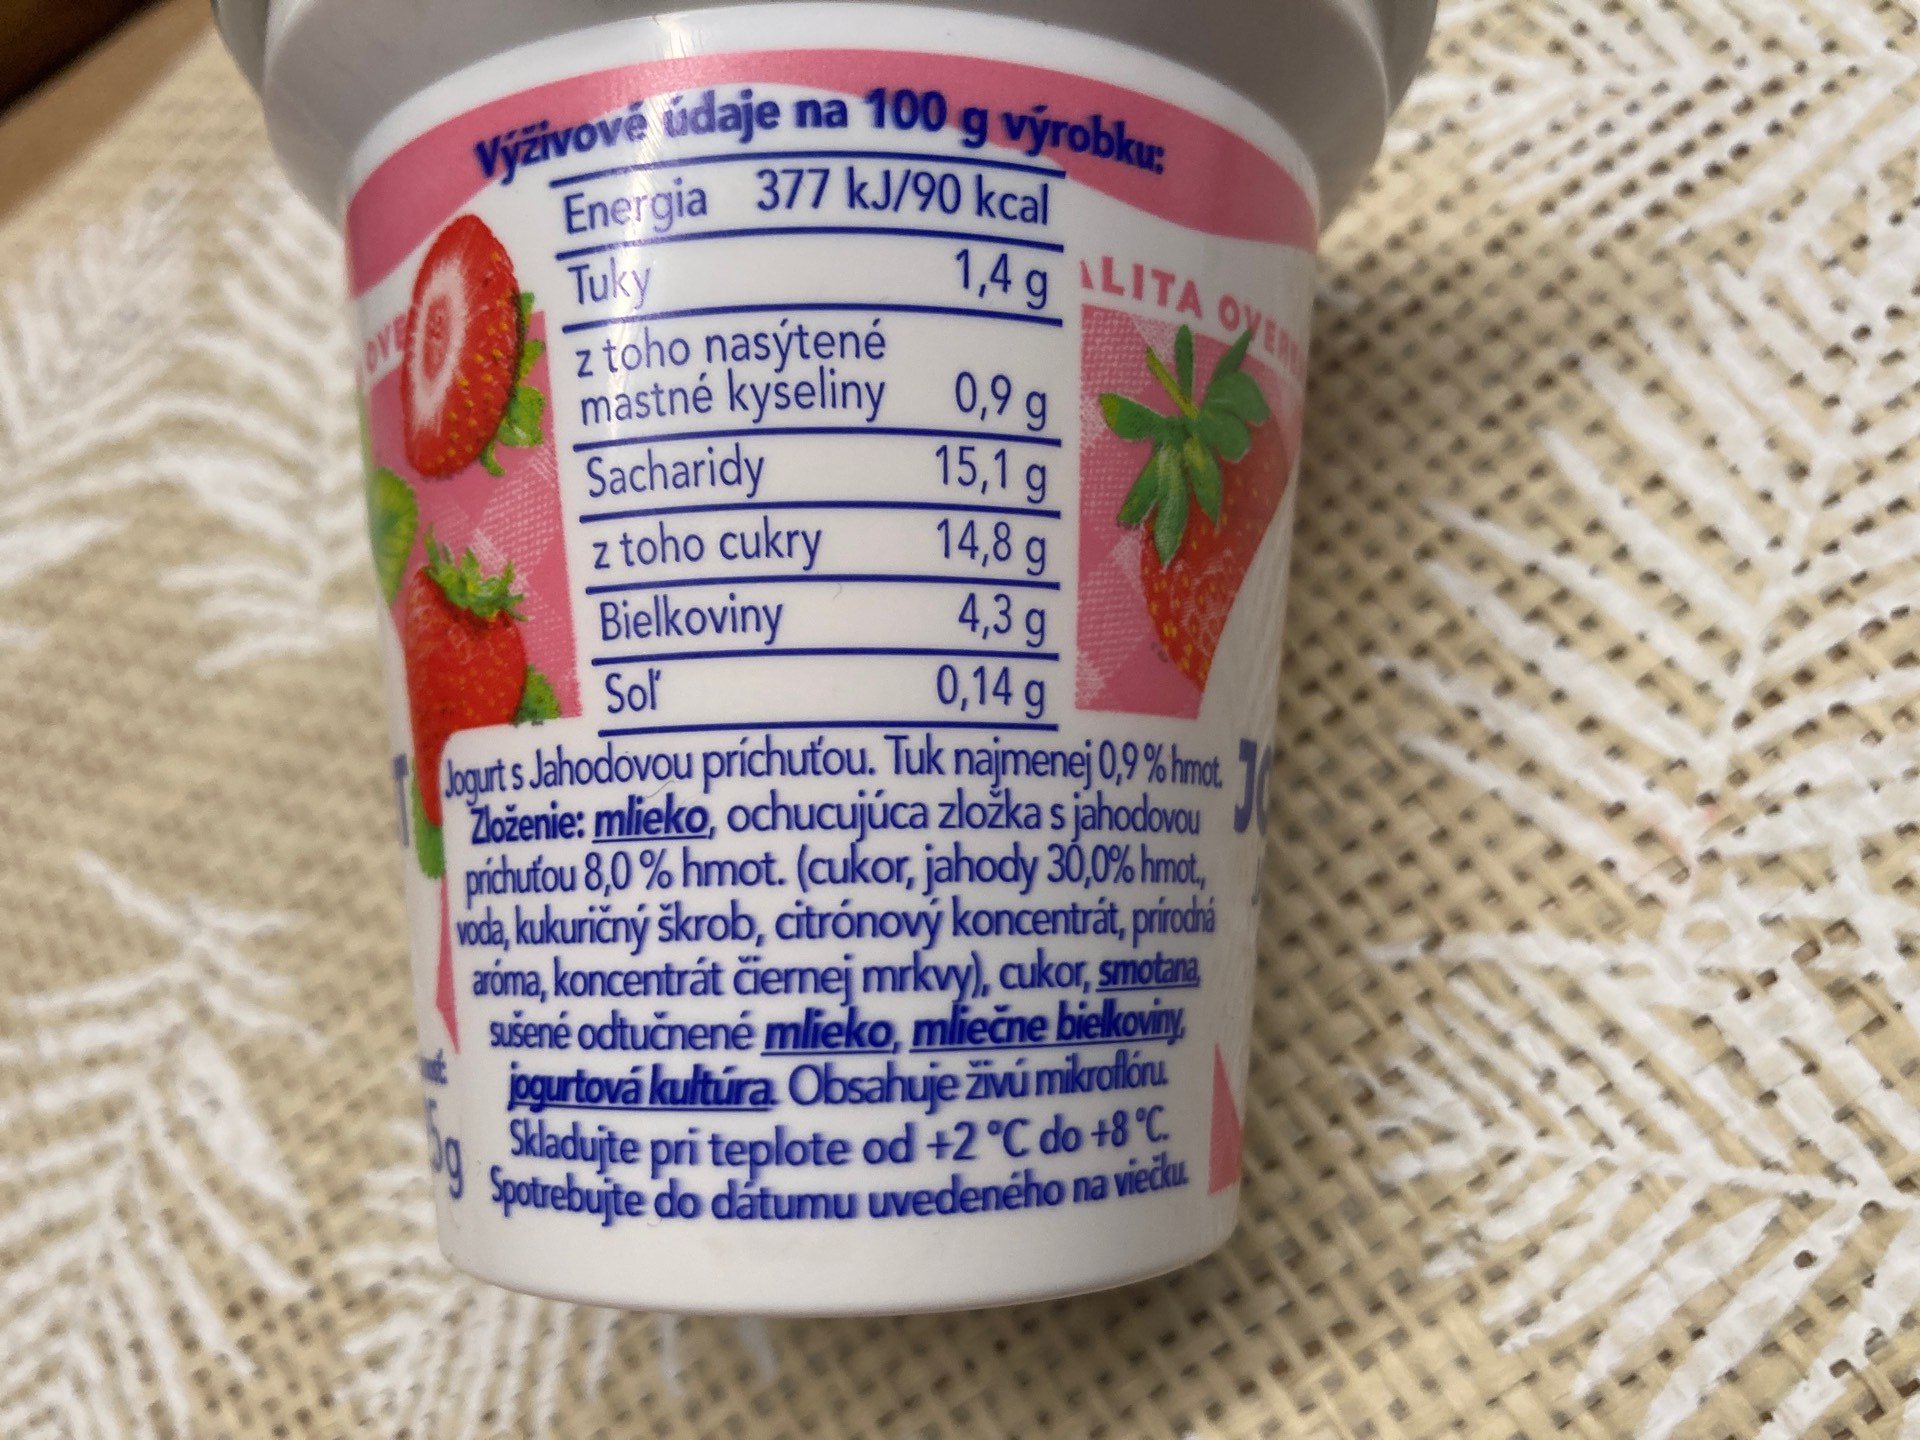 Výživové údaje na 100 g výrobku:
Energia 377 kJ/90 kcal
Tuky 1,4 g
z toho nasýtené
mastné kyseliny 0,9 g
Sacharidy 15,1 g
z toho cukry 14,8 g
Bielkoviny 4,3 g
Soľ 0,14 g
Jogurt s Jahodovou príchuťou. Tuk najmenej 0,9 % hmot.
Zloženie: mlieko, ochucujúca zložka s jahodovou
príchuťou 8,0 % hmot. (cukor, jahody 30,0% hmot.,
voda, kukuričný škrob, citrónový koncentrát, prírodná
aróma, koncentrát čiernej mrkvy), cukor, smotana,
sušené odtučnené mlieko, mliečne bielkoviny,
jogurtová kultúra. Obsahuje živú mikroflóru.
Skladujte pri teplote od +2 °C do +8 °C.
Spotrebujte do dátumu uvedeného na viečku.